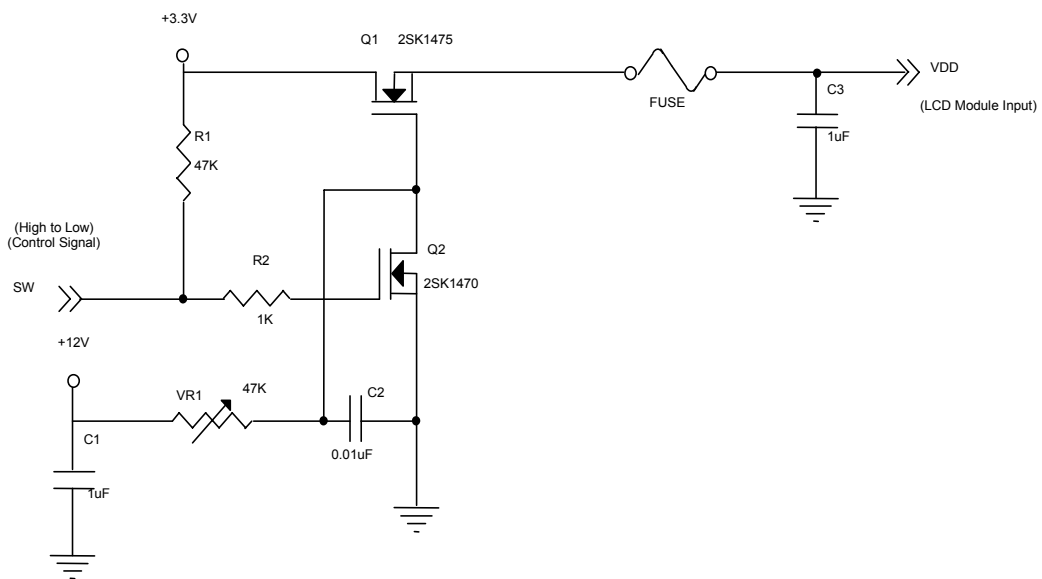 +3.3V
Q1 2SK1475
VDD
FUSE
C3
(LCD Module Input)
1uF
R1
47K
(High to Low)
(Control Signal)
Q2
R2
SW
2SK1470
1K
+12V
VR1
47K
C2
C1
0.01uF
1uF